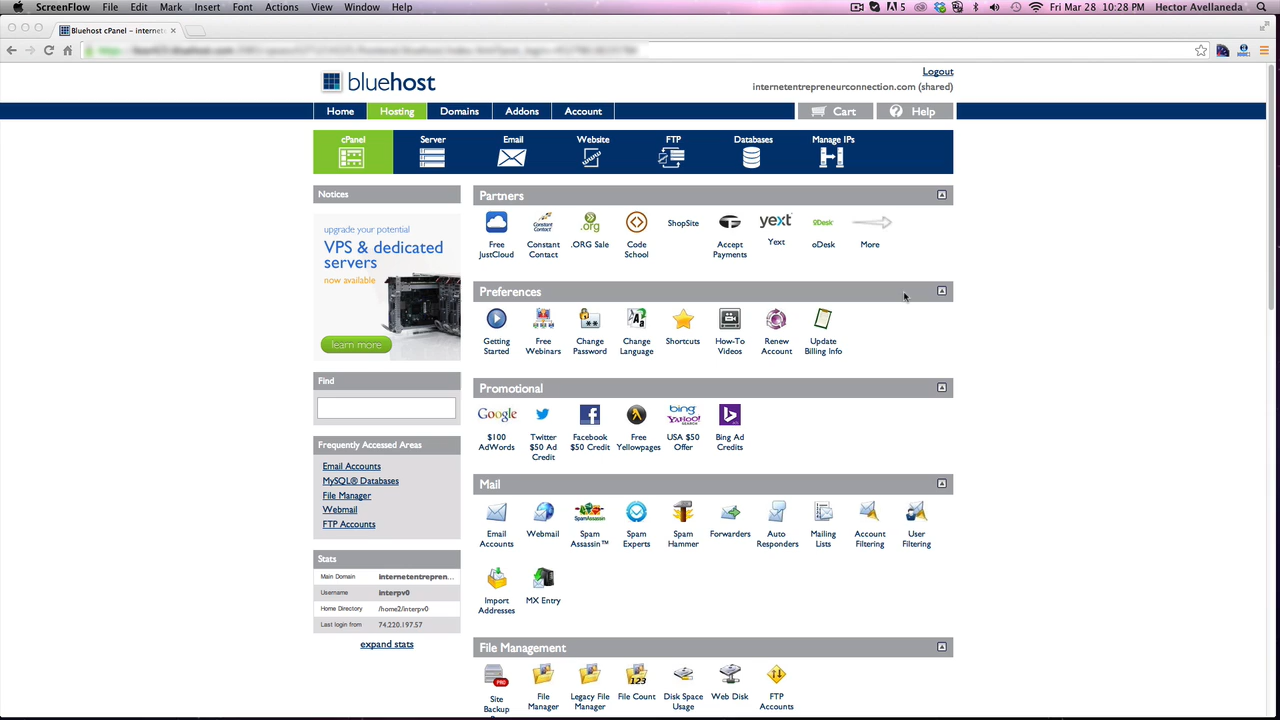 ScreenFlow File Edit Mark Insert Font Actions View Window Help
5 Fri Mar 28 10:28 PM Hector Avellaneda
Bluehost cPanel – internet
bluehost
Logout
internetentrepreneurconnection.com (shared)
Home Hosting Domains Addons Account Cart Help
cPanel Server Email Website FTP Databases Manage IPs
Notices
upgrade your potential
VPS & dedicated
servers
now available
learn more
Find
Frequently Accessed Areas
Email Accounts
MySQL® Databases
File Manager
Webmail
FTP Accounts
Stats
Main Domain internetentrepren...
Username interpv0
Home Directory /home2/interpv0
Last login from 74.220.197.57
expand stats
Partners
Free JustCloud
Constant Contact
.ORG Sale
Code School
ShopSite
Accept Payments
yext
Yext
oDesk
oDesk
More
Preferences
Getting Started
Free Webinars
Change Password
Change Language
Shortcuts
How-To Videos
Renew Account
Update Billing Info
Promotional
Google
$100 AdWords
Twitter $50 Ad Credit
Facebook $50 Credit
Free Yellowpages
bing
YAHOO!
SEARCH
USA $50 Offer
Bing Ad Credits
Mail
Email Accounts
Webmail
SpamAssassin
Spam Assassin™
Spam Experts
Spam Hammer
Forwarders
Auto Responders
Mailing Lists
Account Filtering
User Filtering
Import Addresses
MX Entry
File Management
PRO
Site Backup
File Manager
Legacy File Manager
123
File Count
Disk Space Usage
Web Disk
FTP Accounts